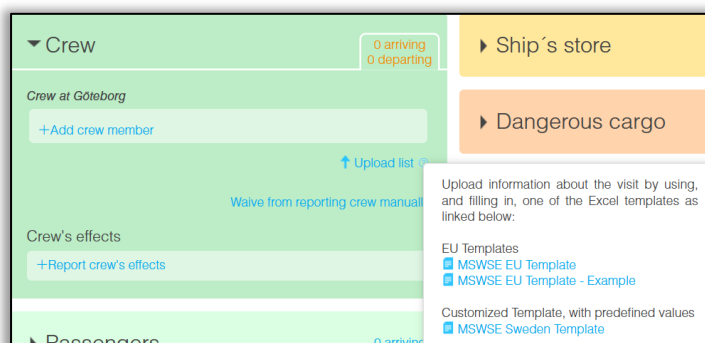 Crew
0 arriving
0 departing
Crew at Göteborg
+Add crew member
Upload list
Waive from reporting crew manuall
Crew's effects
+Report crew's effects
Passengers
0 arriving
Ship´s store
Dangerous cargo
Upload information about the visit by using,
and filling in, one of the Excel templates as
linked below:
EU Templates
MSWSE EU Template
MSWSE EU Template - Example
Customized Template, with predefined values
MSWSE Sweden Template